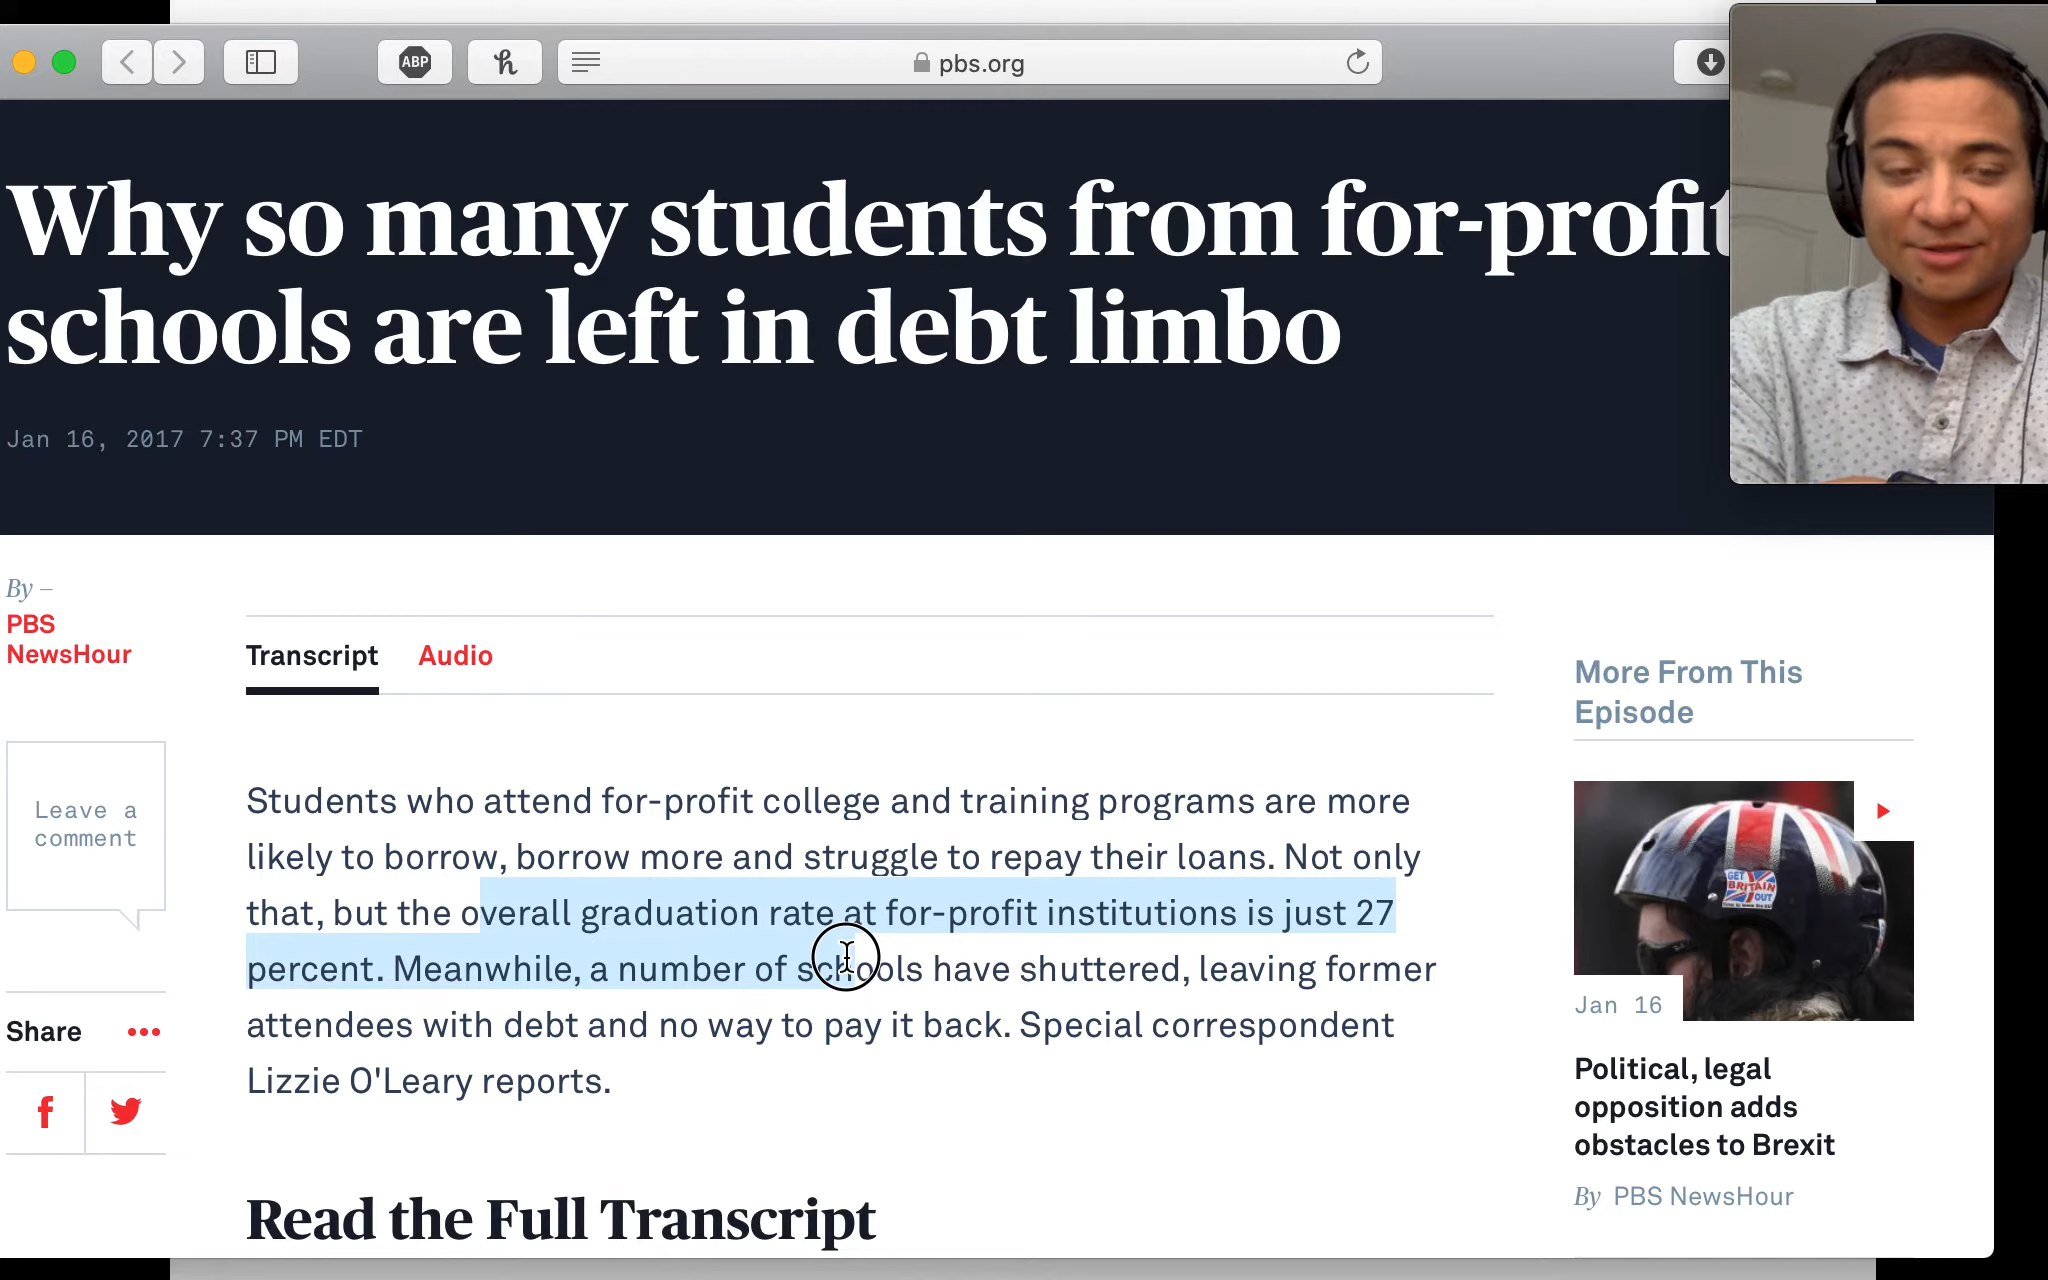 ABP
pbs.org
Why so many students from for-profit
schools are left in debt limbo
Jan 16, 2017 7:37 PM EDT
By –
PBS
NewsHour
Leave a
comment
Share
Transcript Audio
Students who attend for-profit college and training programs are more
likely to borrow, borrow more and struggle to repay their loans. Not only
that, but the overall graduation rate at for-profit institutions is just 27
percent. Meanwhile, a number of schools have shuttered, leaving former
attendees with debt and no way to pay it back. Special correspondent
Lizzie O'Leary reports.
Read the Full Transcript
More From This
Episode
GET
BRITAIN
OUT
Jan 16
Political, legal
opposition adds
obstacles to Brexit
By PBS NewsHour